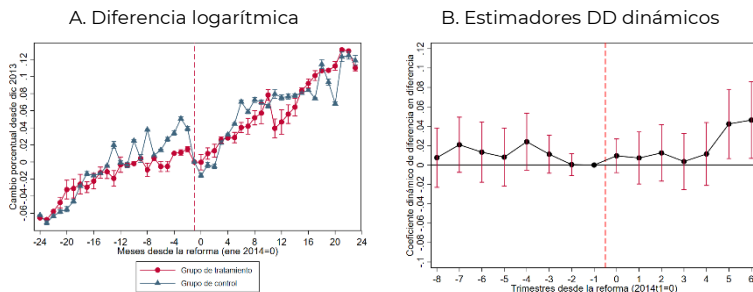 A. Diferencia logarítmica
Cambio porcentual desde dic 2013
.12
.1
.08
.06
.04
.02
0
-.02
-.04
-.06
-24 -20 -16 -12 -8 -4 0 4 8 12 16 20 24
Meses desde la reforma (ene 2014=0)
Grupo de tratamiento
Grupo de control
B. Estimadores DD dinámicos
Coeficiente dinámico de diferencia en diferencia
.12
.1
.08
.06
.04
.02
0
-.02
-.04
-.06
-.08
-.1
-8 -7 -6 -5 -4 -3 -2 -1 0 1 2 3 4 5 6
Trimestres desde la reforma (2014t1=0)